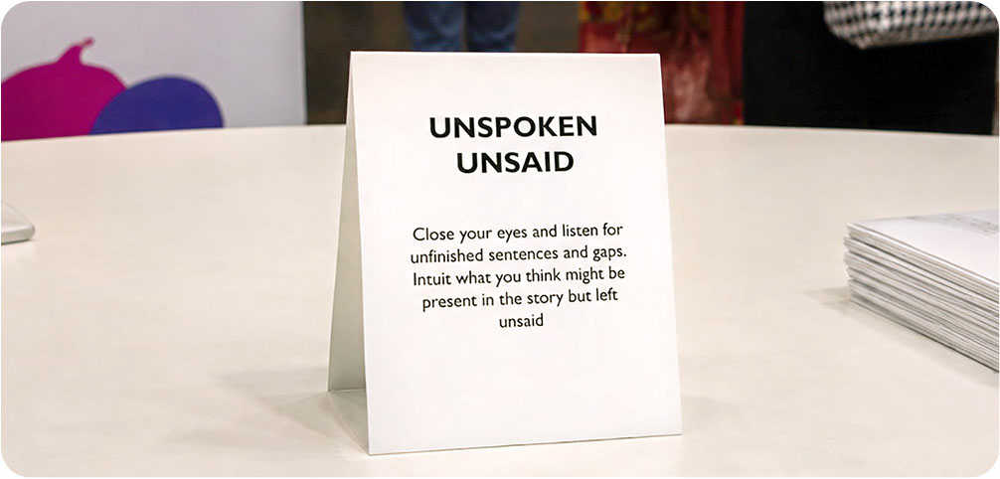 UNSPOKEN
UNSAID
Close your eyes and listen for
unfinished sentences and gaps.
Intuit what you think might be
present in the story but left
unsaid